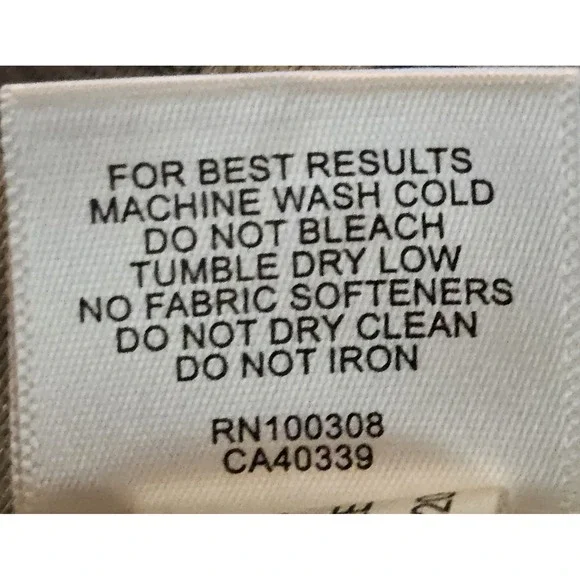 FOR BEST RESULTS
MACHINE WASH COLD
DO NOT BLEACH
TUMBLE DRY LOW
NO FABRIC SOFTENERS
DO NOT DRY CLEAN
DO NOT IRON
RN100308
CA40339